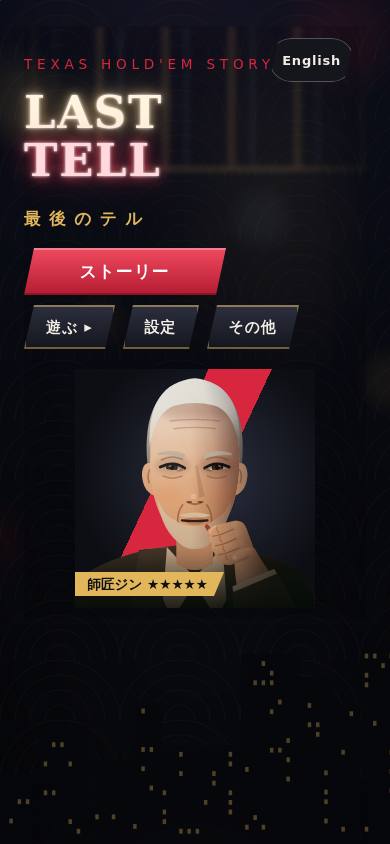 TEXAS HOLD'EM STORY
English
LAST
TELL
最後のテル
ストーリー
遊ぶ ▸
設定
その他
師匠ジン ★★★★★